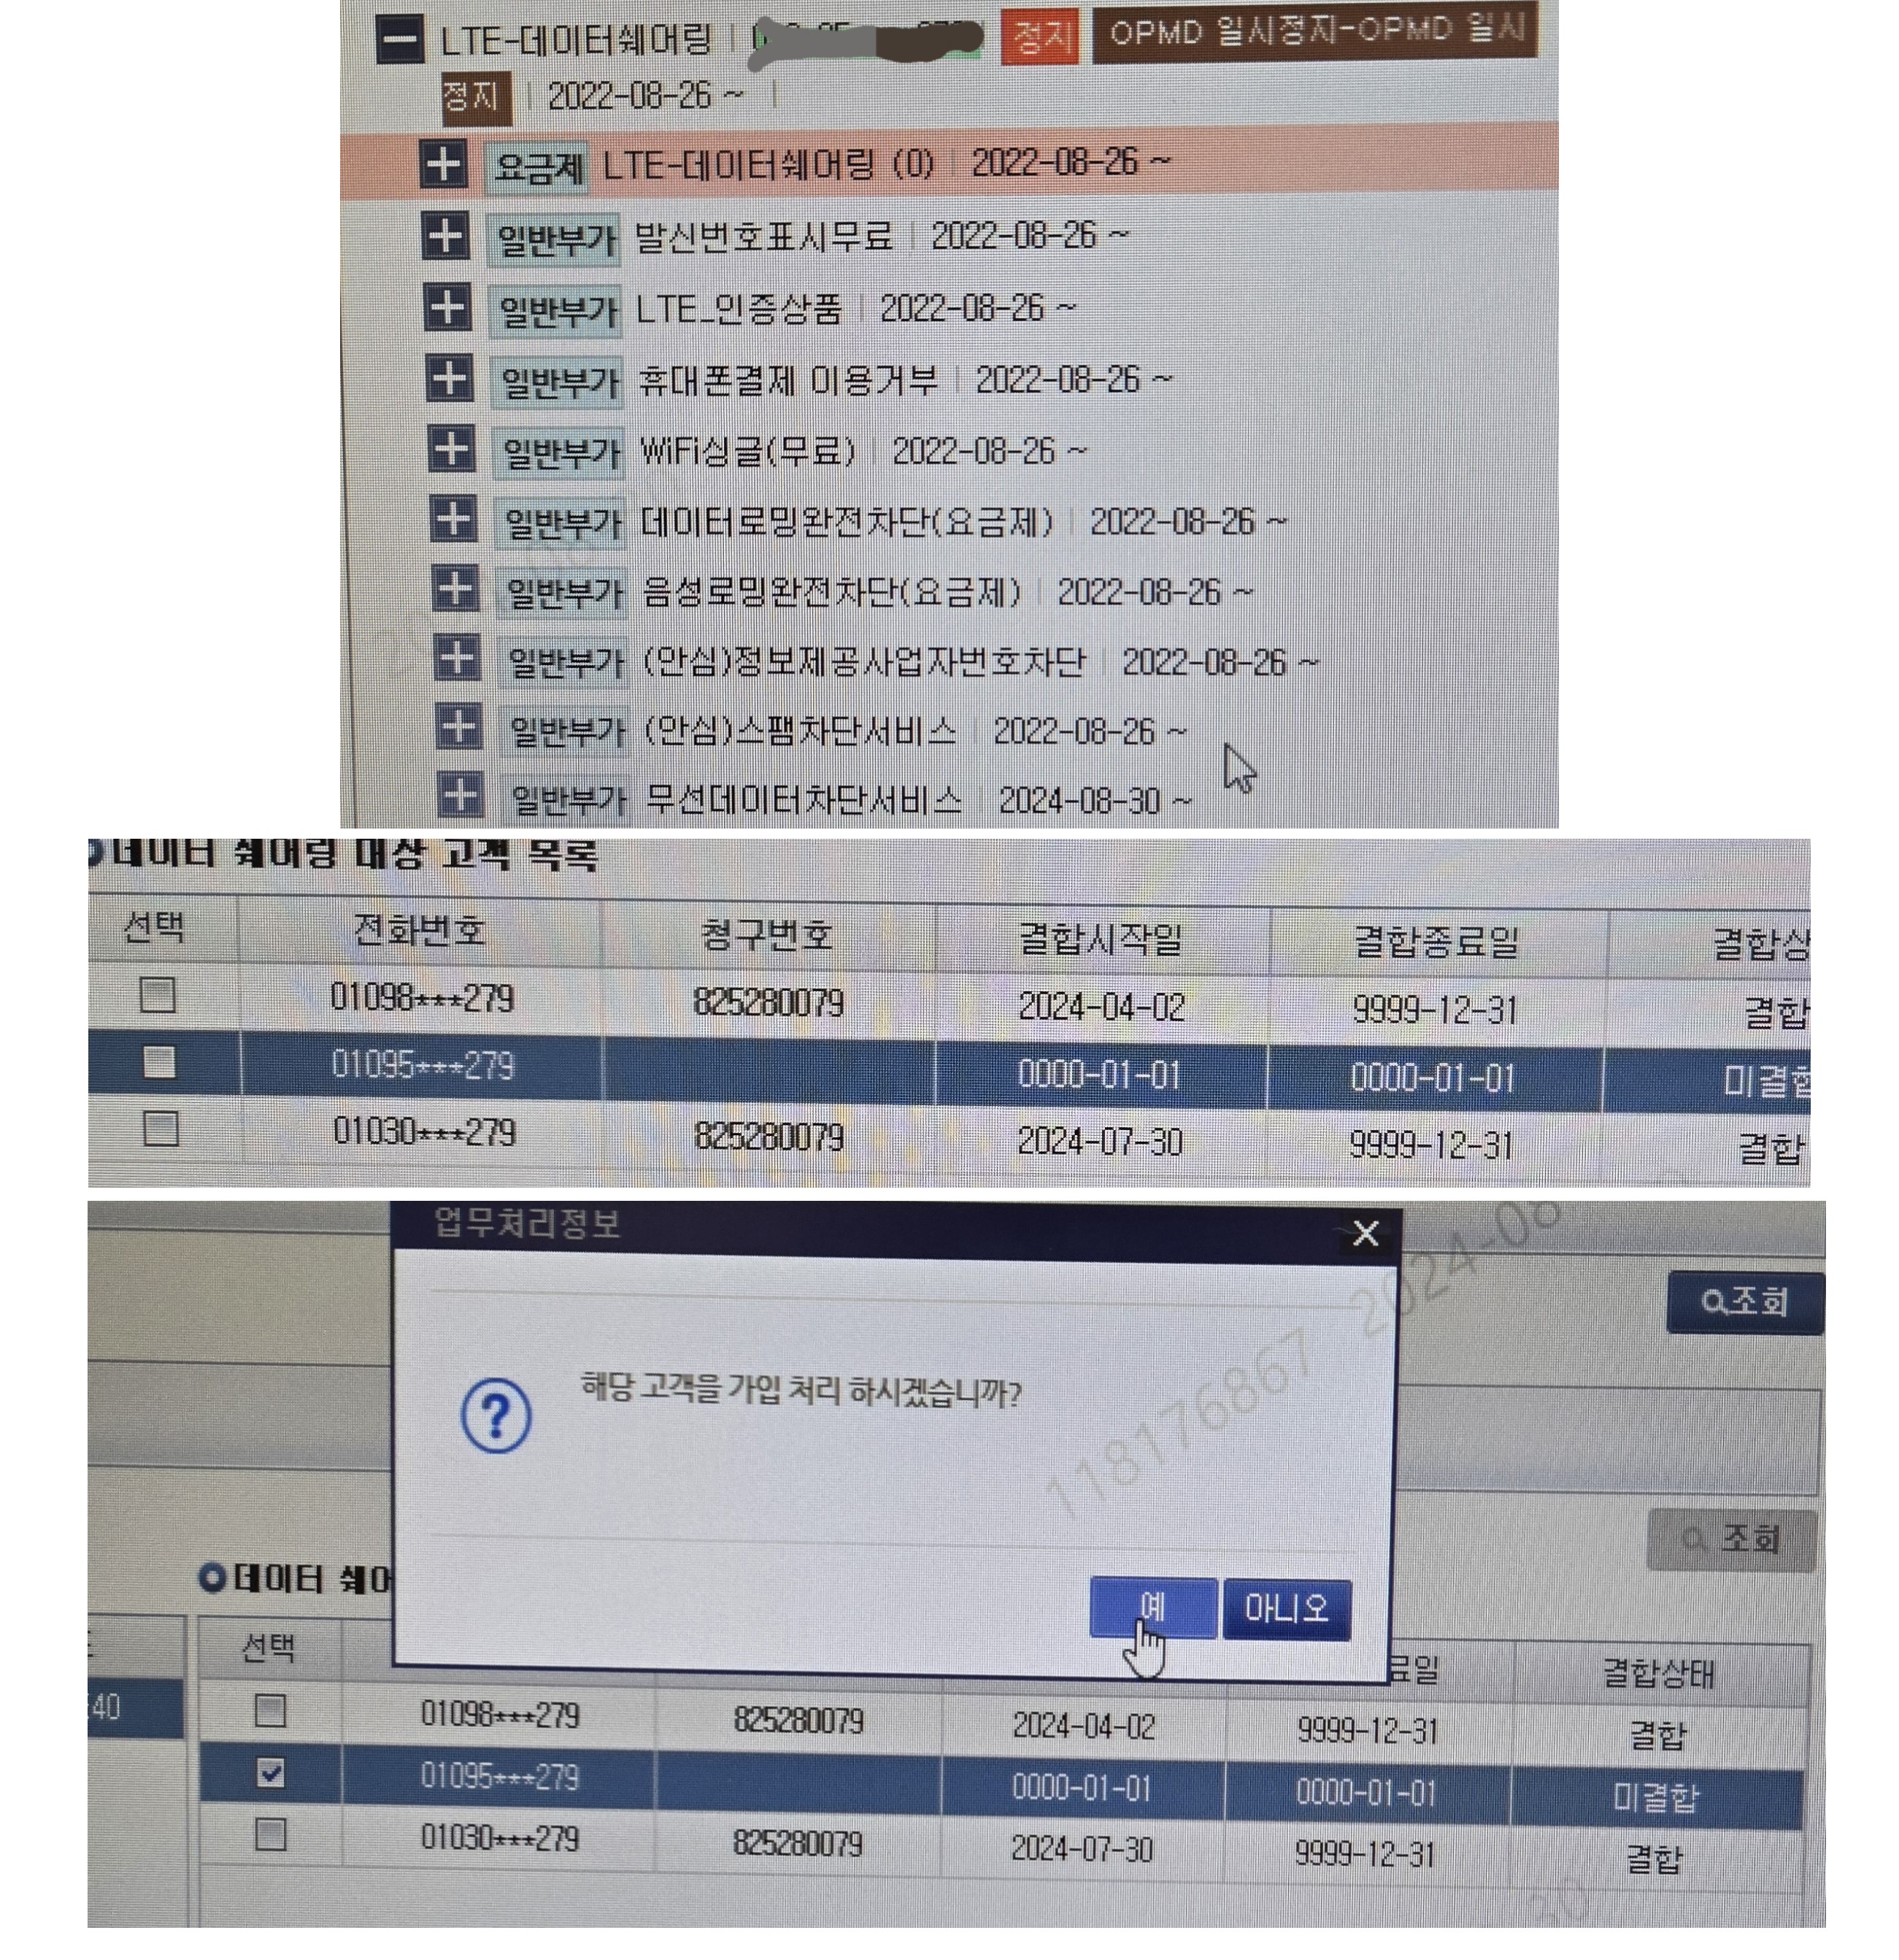 LTE-데이터쉐어링 정지 OPMD 일시정지-OPMD 일시
정지 2022-08-26 ~
요금제 LTE-데이터쉐어링 (0) 2022-08-26 ~
일반부가 발신번호표시무료 2022-08-26 ~
일반부가 LTE_인증상품 2022-08-26 ~
일반부가 휴대폰결제 이용거부 2022-08-26 ~
일반부가 WiFi싱글(무료) 2022-08-26 ~
일반부가 데이터로밍완전차단(요금제) 2022-08-26 ~
일반부가 음성로밍완전차단(요금제) 2022-08-26 ~
일반부가 (안심)정보제공사업자번호차단 2022-08-26 ~
일반부가 (안심)스팸차단서비스 2022-08-26 ~
일반부가 무선데이터차단서비스 2024-08-30 ~
데이터 쉐어링 대상 고객 목록
선택 전화번호 청구번호 결합시작일 결합종료일 결합상
01098***279 825280079 2024-04-02 9999-12-31 결합
01095***279 0000-01-01 0000-01-01 미결합
01030***279 825280079 2024-07-30 9999-12-31 결합
업무처리정보
2024-08
조회
해당 고객을 가입 처리 하시겠습니까?
118176867
조회
예 아니오
데이터 쉐어
선택 료일 결합상태
40
01098***279 825280079 2024-04-02 9999-12-31 결합
01095***279 0000-01-01 0000-01-01 미결합
01030***279 825280079 2024-07-30 9999-12-31 결합
30